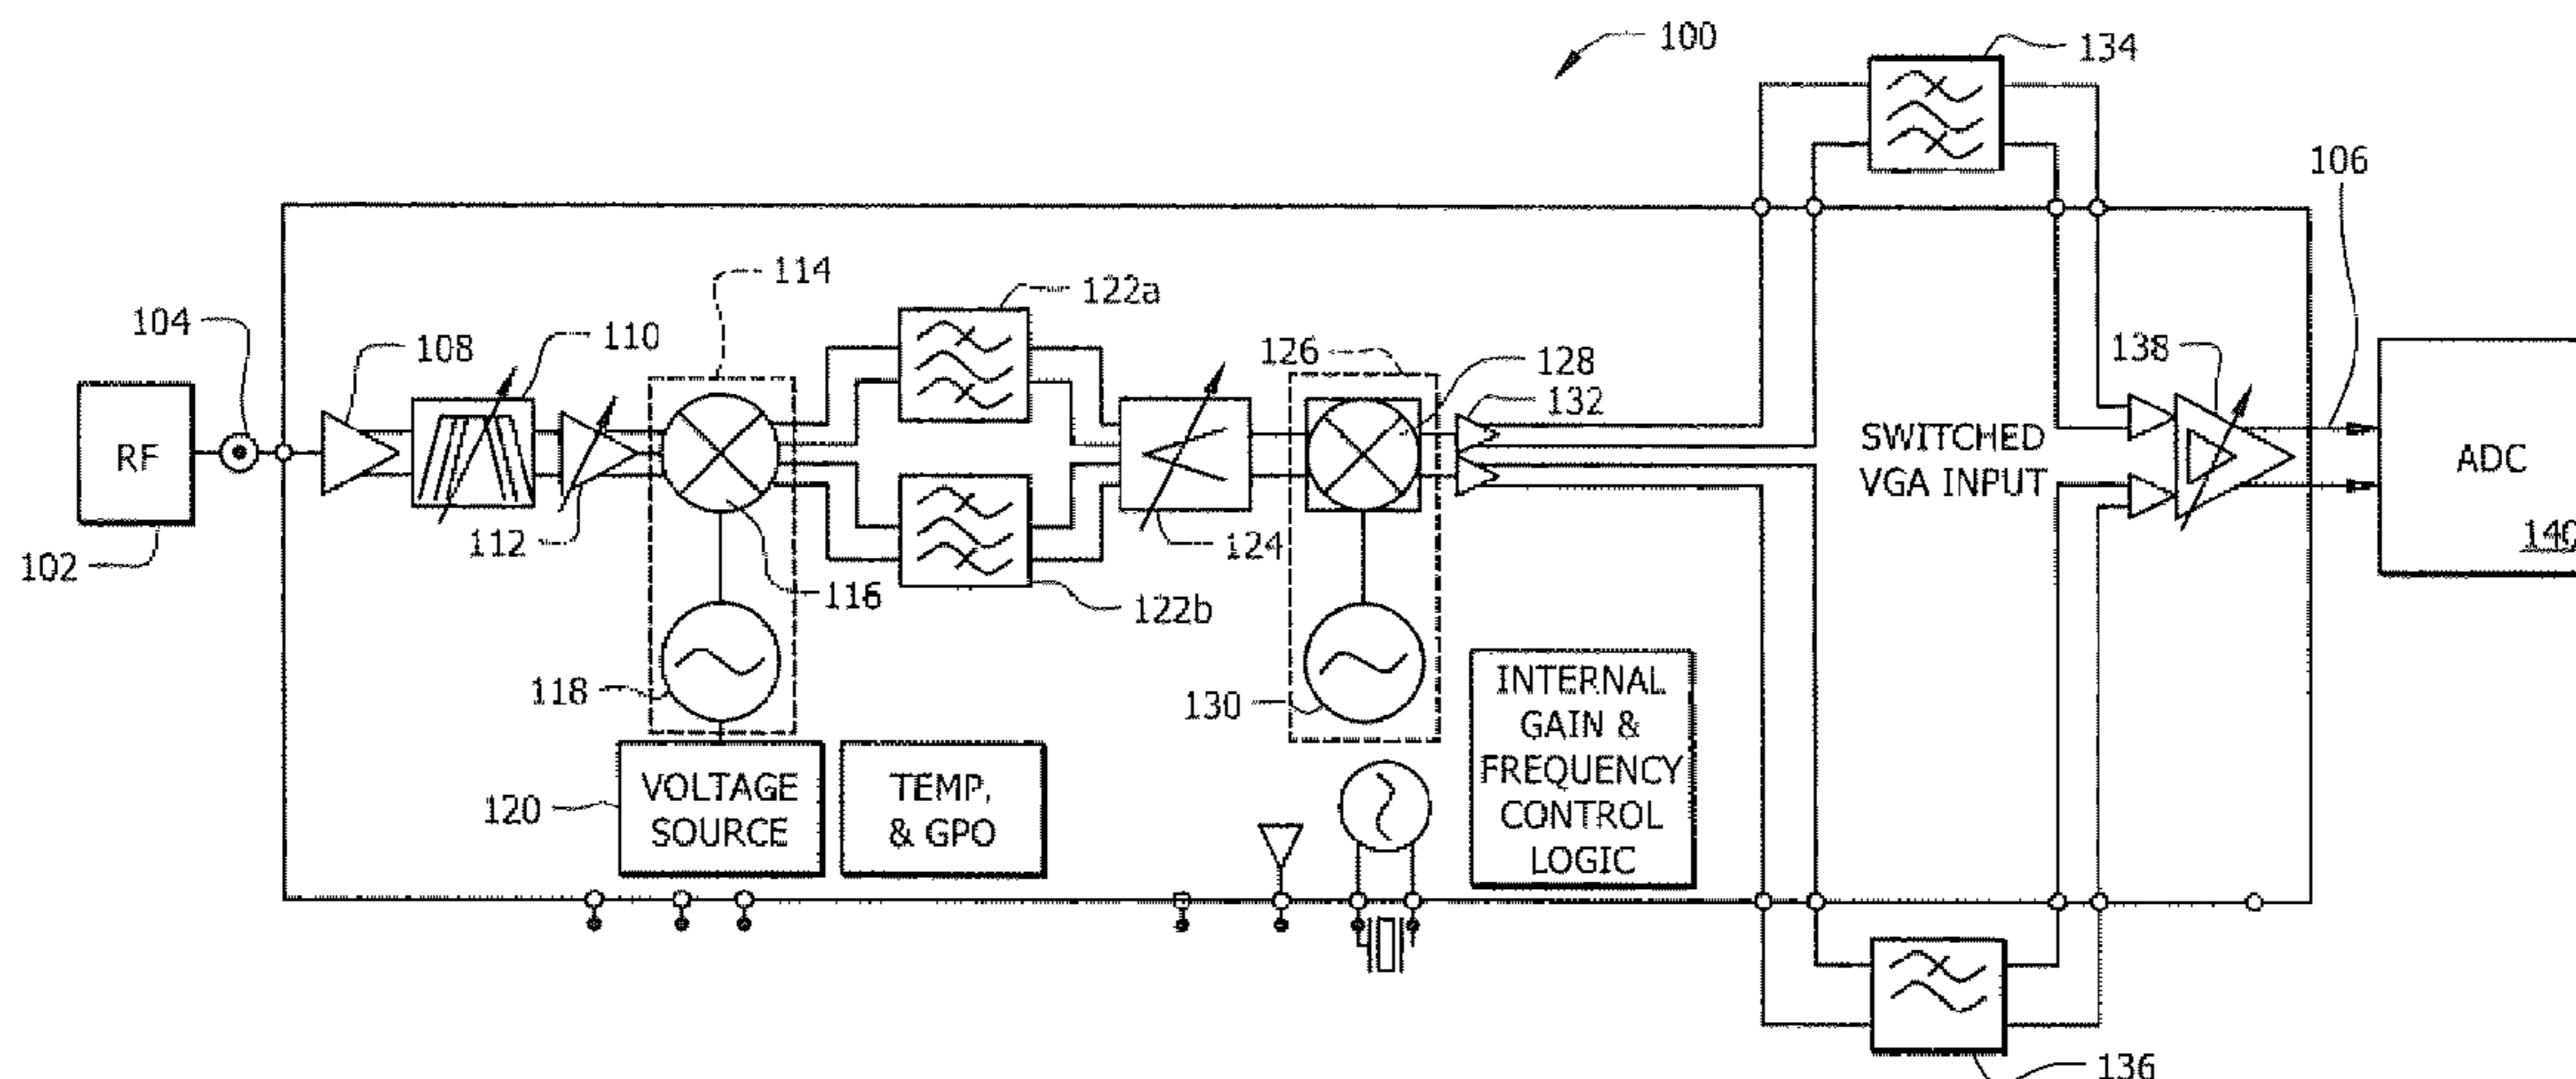 100
134
106
114
122a
104
108
110
126
128
138
132
RF
SWITCHED
VGA INPUT
ADC
112
124
140
102
116
122b
118
130
INTERNAL
GAIN &
FREQUENCY
CONTROL
LOGIC
120
VOLTAGE
SOURCE
TEMP,
& GPO
136